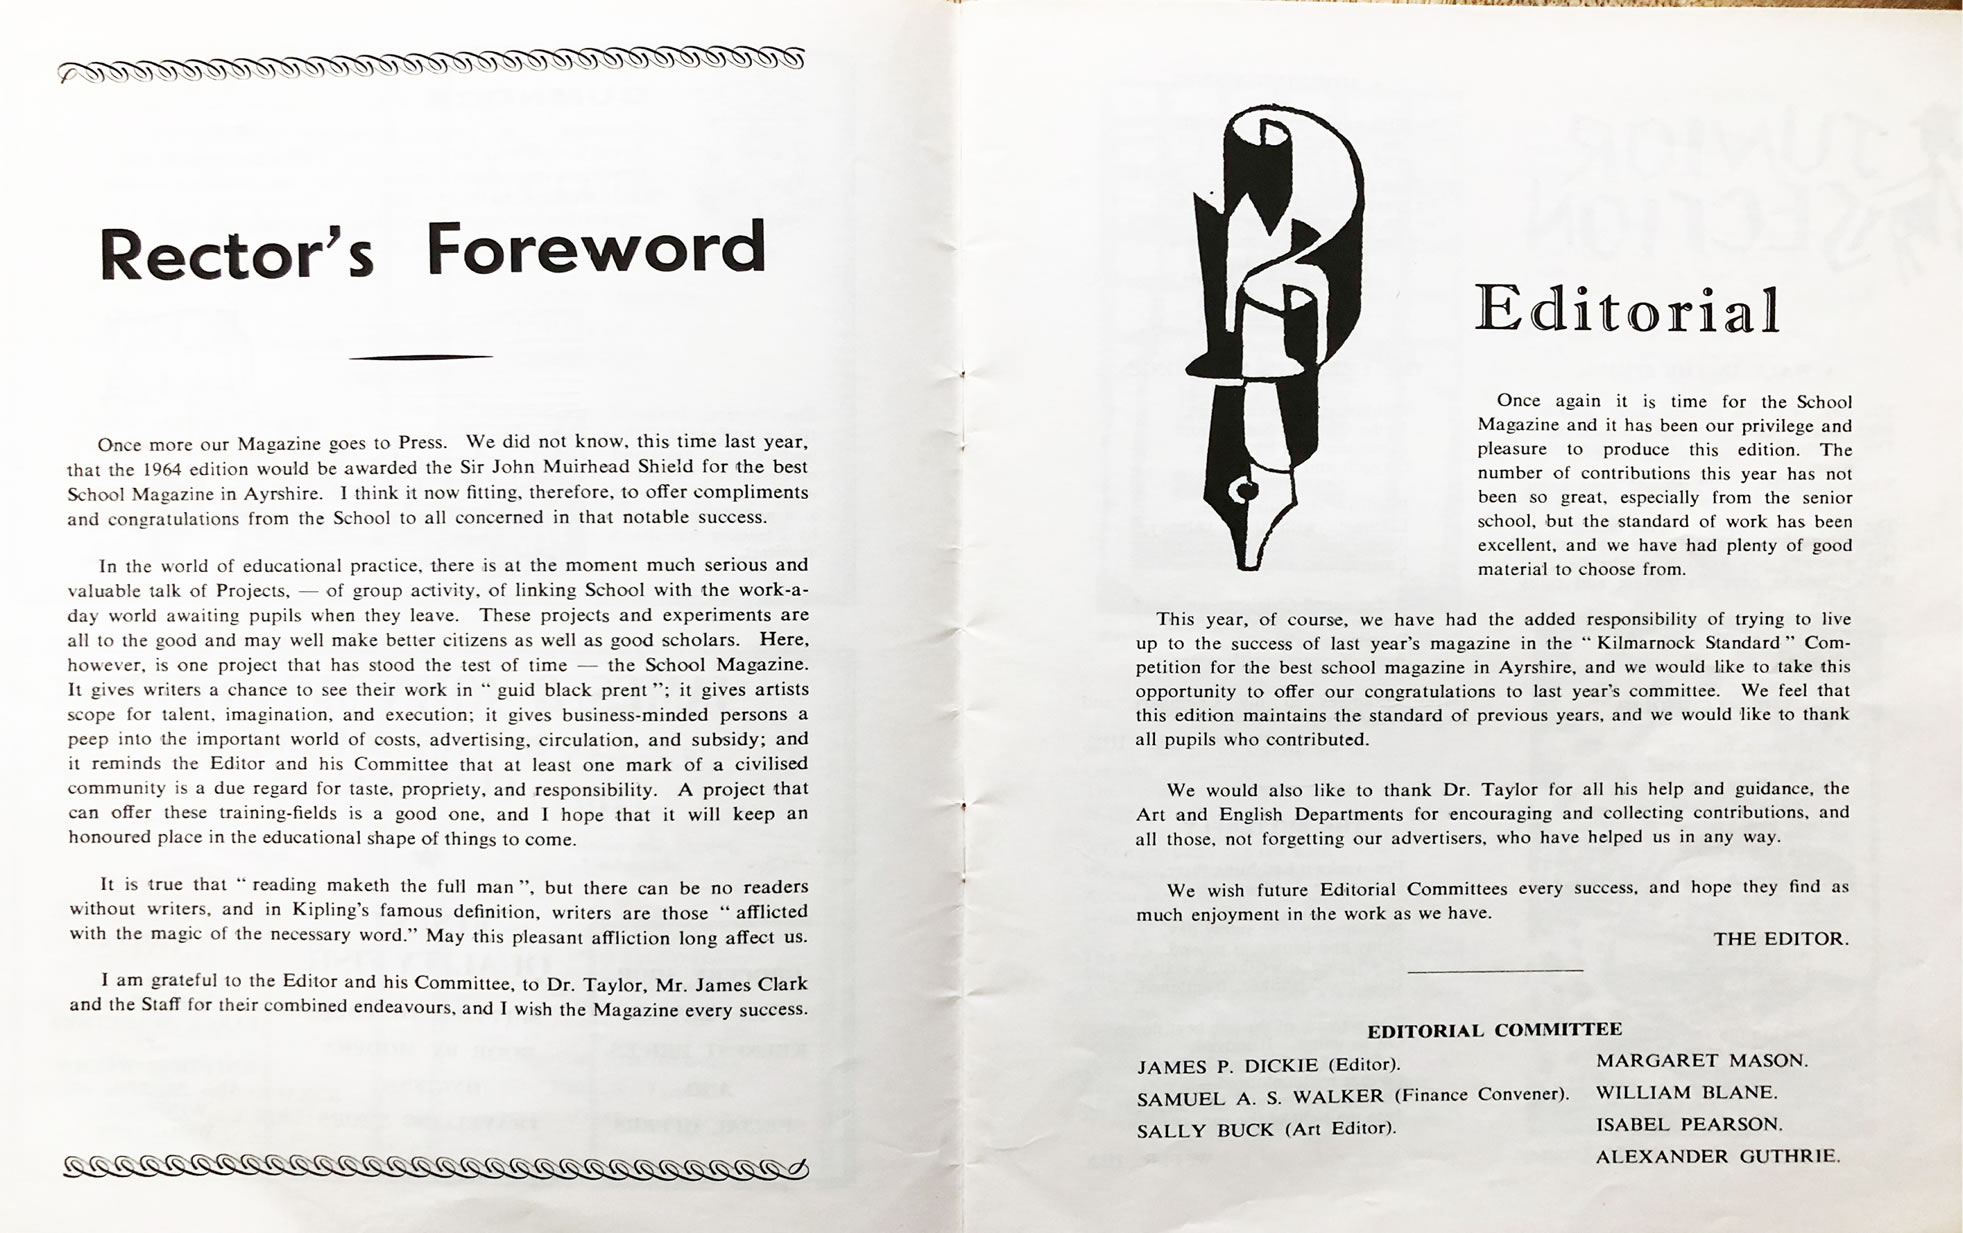 Rector's Foreword
Once more our Magazine goes to Press. We did not know, this time last year,
that the 1964 edition would be awarded the Sir John Muirhead Shield for the best
School Magazine in Ayrshire. I think it now fitting, therefore, to offer compliments
and congratulations from the School to all concerned in that notable success.
In the world of educational practice, there is at the moment much serious and
valuable talk of Projects, — of group activity, of linking School with the work-a-
day world awaiting pupils when they leave. These projects and experiments are
all to the good and may well make better citizens as well as good scholars. Here,
however, is one project that has stood the test of time — the School Magazine.
It gives writers a chance to see their work in “ guid black prent ”; it gives artists
scope for talent, imagination, and execution; it gives business-minded persons a
peep into the important world of costs, advertising, circulation, and subsidy; and
it reminds the Editor and his Committee that at least one mark of a civilised
community is a due regard for taste, propriety, and responsibility. A project that
can offer these training-fields is a good one, and I hope that it will keep an
honoured place in the educational shape of things to come.
It is true that “ reading maketh the full man ”, but there can be no readers
without writers, and in Kipling's famous definition, writers are those “ afflicted
with the magic of the necessary word.” May this pleasant affliction long affect us.
I am grateful to the Editor and his Committee, to Dr. Taylor, Mr. James Clark
and the Staff for their combined endeavours, and I wish the Magazine every success.
Editorial
Once again it is time for the School
Magazine and it has been our privilege and
pleasure to produce this edition. The
number of contributions this year has not
been so great, especially from the senior
school, but the standard of work has been
excellent, and we have had plenty of good
material to choose from.
This year, of course, we have had the added responsibility of trying to live
up to the success of last year's magazine in the “ Kilmarnock Standard ” Com-
petition for the best school magazine in Ayrshire, and we would like to take this
opportunity to offer our congratulations to last year's committee. We feel that
this edition maintains the standard of previous years, and we would like to thank
all pupils who contributed.
We would also like to thank Dr. Taylor for all his help and guidance, the
Art and English Departments for encouraging and collecting contributions, and
all those, not forgetting our advertisers, who have helped us in any way.
We wish future Editorial Committees every success, and hope they find as
much enjoyment in the work as we have.
THE EDITOR.
EDITORIAL COMMITTEE
JAMES P. DICKIE (Editor).
SAMUEL A. S. WALKER (Finance Convener).
SALLY BUCK (Art Editor).
MARGARET MASON.
WILLIAM BLANE.
ISABEL PEARSON.
ALEXANDER GUTHRIE.